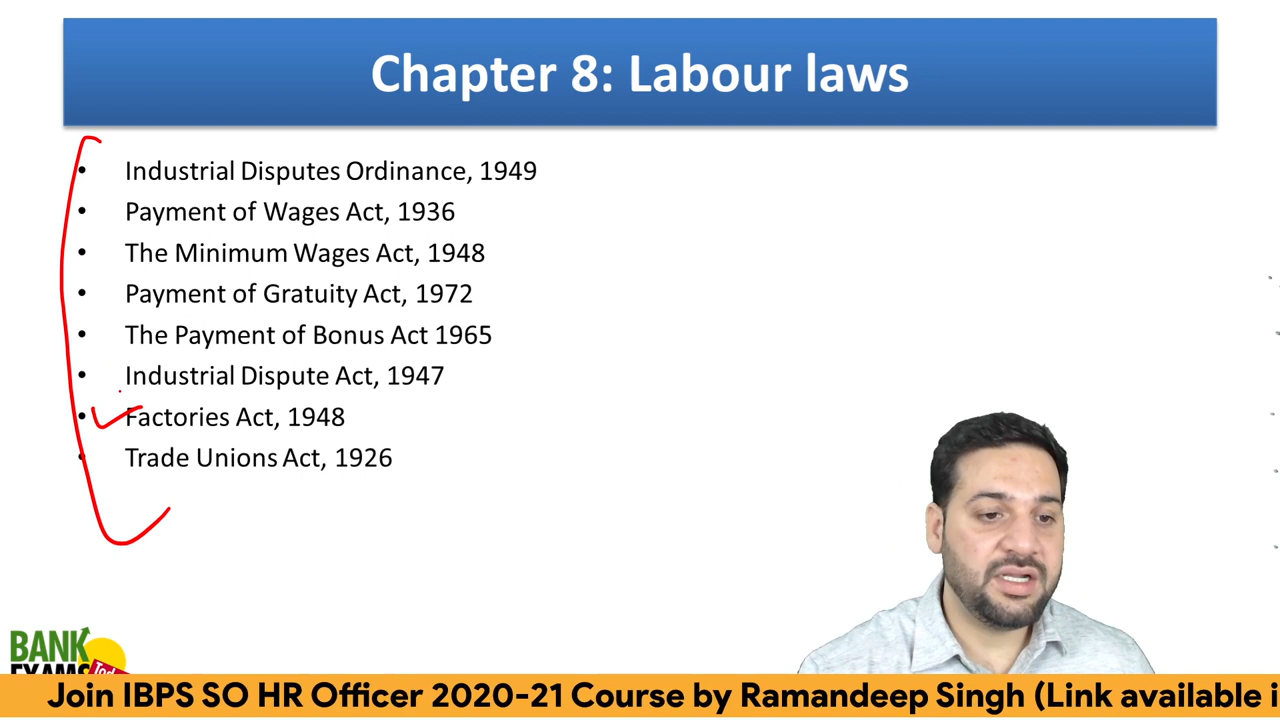 Chapter 8: Labour laws
• Industrial Disputes Ordinance, 1949
• Payment of Wages Act, 1936
• The Minimum Wages Act, 1948
• Payment of Gratuity Act, 1972
• The Payment of Bonus Act 1965
• Industrial Dispute Act, 1947
• Factories Act, 1948
• Trade Unions Act, 1926
BANK
EXAMS
Tod
Join IBPS SO HR Officer 2020-21 Course by Ramandeep Singh (Link available i